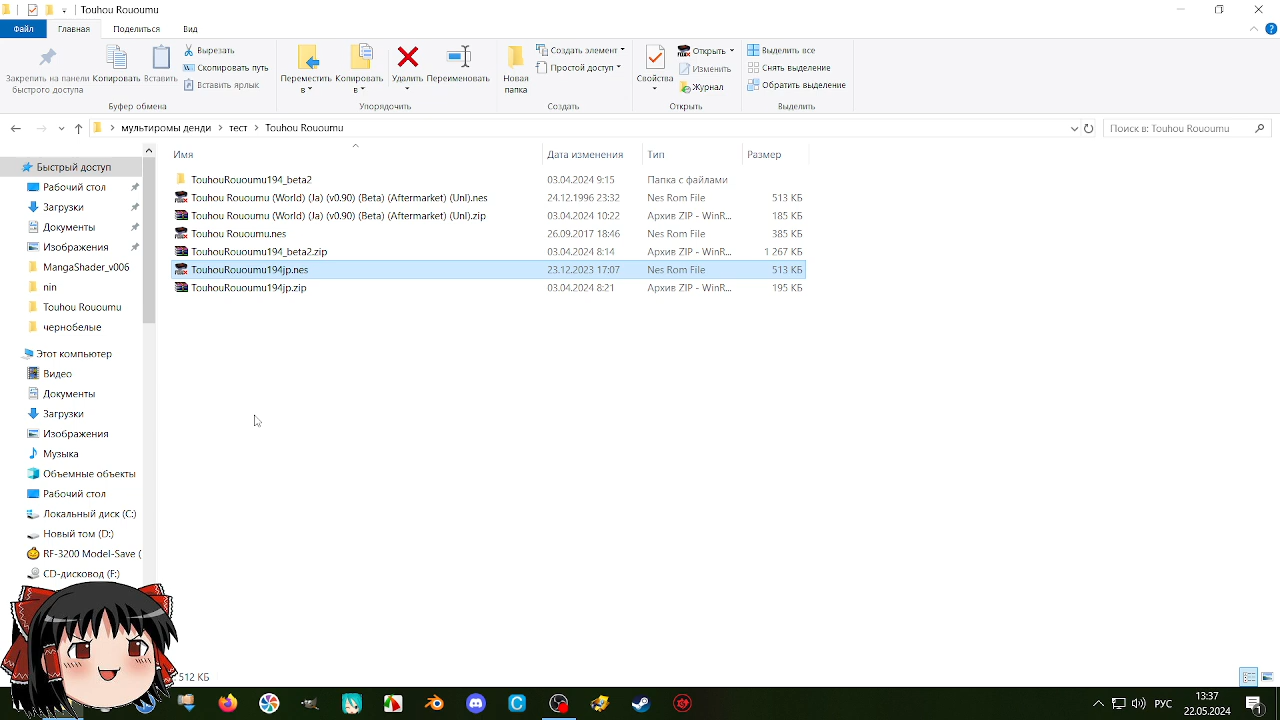 Touhou Rououmu
Файл Главная Поделиться Вид
Закрепить на панели быстрого доступа
Копировать
Вставить
Вырезать
Скопировать путь
Вставить ярлык
Переместить в
Копировать в
Удалить
Переименовать
Новая папка
Создать элемент
Простой доступ
Свойства
Открыть
Изменить
Журнал
Выделить все
Снять выделение
Обратить выделение
Буфер обмена Упорядочить Создать Открыть Выделить
мультиромы денди > тест > Touhou Rououmu
Поиск в: Touhou Rououmu
Имя Дата изменения Тип Размер
TouhouRououmu194_beta2 03.04.2024 9:15 Папка с файлами
Touhou Rououmu (World) (Ja) (v0.90) (Beta) (Aftermarket) (Unl).nes 24.12.1996 23:32 Nes Rom File 513 КБ
Touhou Rououmu (World) (Ja) (v0.90) (Beta) (Aftermarket) (Unl).zip 03.04.2024 10:22 Архив ZIP - WinR... 185 КБ
Touhou Rououmu.nes 26.09.2017 18:46 Nes Rom File 385 КБ
TouhouRououmu194_beta2.zip 03.04.2024 8:14 Архив ZIP - WinR... 1 267 КБ
TouhouRououmu194jp.nes 23.12.2023 17:07 Nes Rom File 513 КБ
TouhouRououmu194jp.zip 03.04.2024 8:21 Архив ZIP - WinR... 195 КБ
Быстрый доступ
Рабочий стол
Загрузки
Документы
Изображения
MangaShader_v006
nin
Touhou Rououmu
чернобелые
Этот компьютер
Видео
Документы
Загрузки
Изображения
Музыка
Объемные объекты
Рабочий стол
Локальный диск (C:)
Новый том (D:)
RF-3200 Model-Save (
CD-дисковод (F:)
512 КБ
РУС
13:37
22.05.2024
1